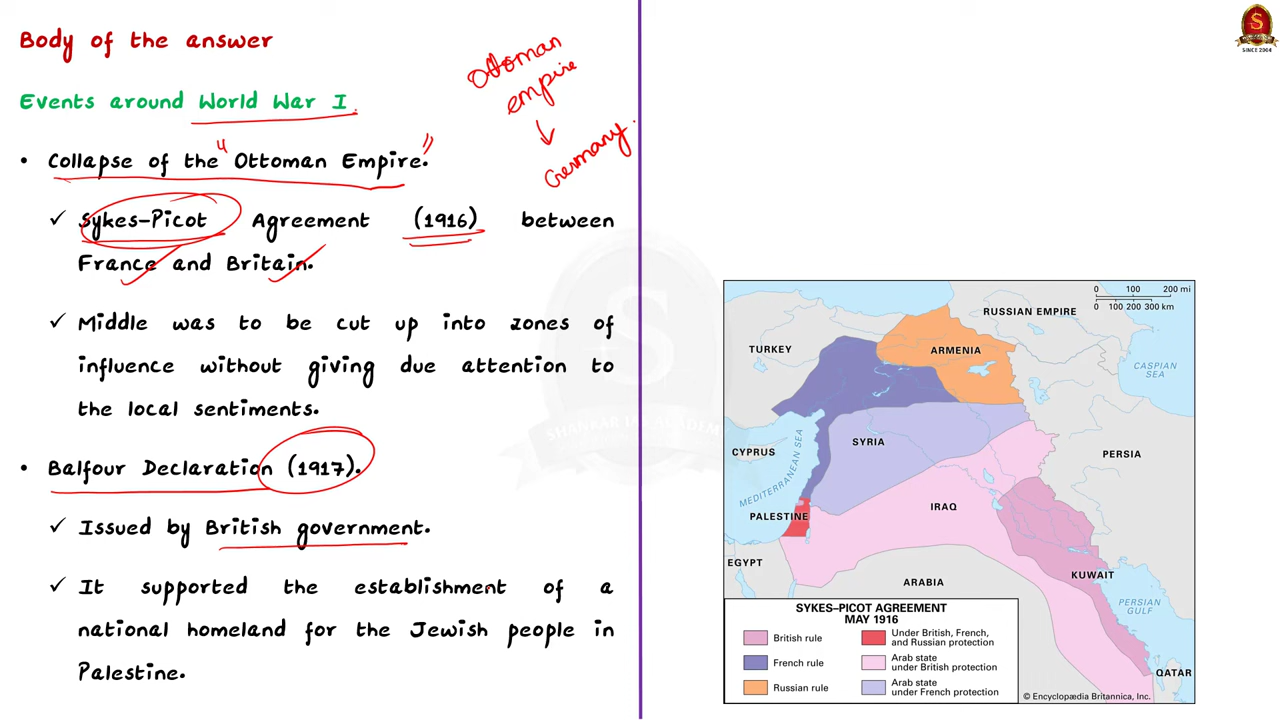 Body of the answer
Events around World War I.
• Collapse of the "Ottoman Empire."
✓ Sykes-Picot Agreement (1916) between
France and Britain.
✓ Middle was to be cut up into zones of
influence without giving due attention to
the local sentiments.
• Balfour Declaration (1917).
✓ Issued by British government.
✓ It supported the establishment of a
national homeland for the Jewish people in
Palestine.
Ottoman
empire
↓
Germany.
S
SINCE 2004
SHANKAR IAS ACADEMY
0 100 200 mi
0 100 200 300 km
RUSSIAN EMPIRE
TURKEY
ARMENIA
CASPIAN
SEA
SYRIA
CYPRUS
MEDITERRANEAN SEA
PERSIA
IRAQ
PALESTINE
EGYPT
KUWAIT
ARABIA
PERSIAN
GULF
QATAR
SYKES–PICOT AGREEMENT
MAY 1916
British rule
French rule
Russian rule
Under British, French,
and Russian protection
Arab state
under British protection
Arab state
under French protection
© Encyclopædia Britannica, Inc.